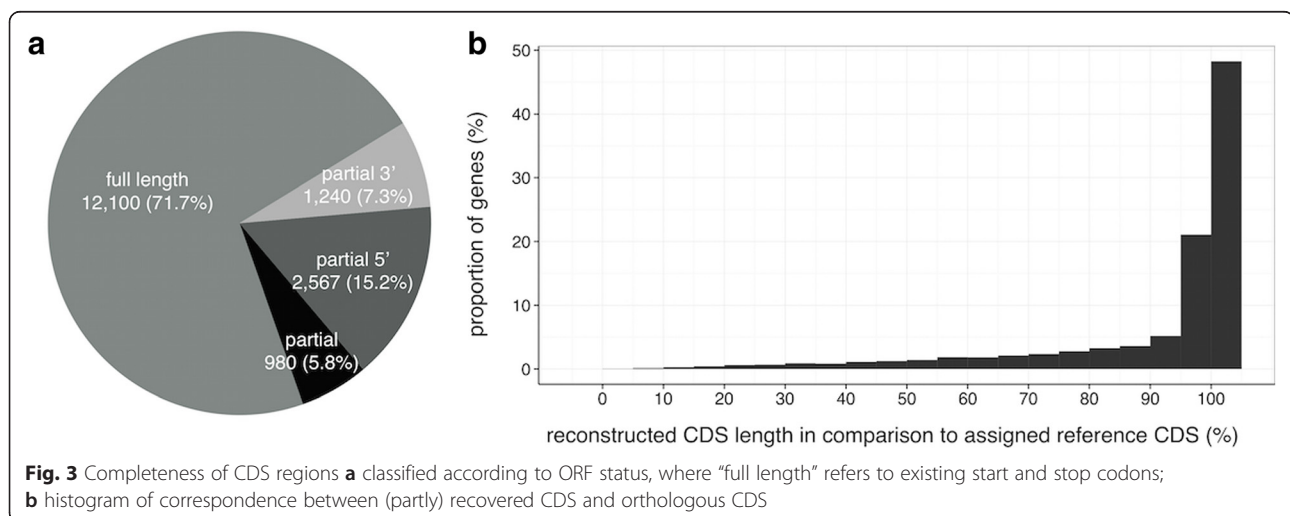 a
full length
12,100 (71.7%)
partial 3’
1,240 (7.3%)
partial 5’
2,567 (15.2%)
partial
980 (5.8%)
b
proportion of genes (%)
50
40
30
20
10
0
0 10 20 30 40 50 60 70 80 90 100
reconstructed CDS length in comparison to assigned reference CDS (%)
Fig. 3 Completeness of CDS regions a classified according to ORF status, where “full length” refers to existing start and stop codons;
b histogram of correspondence between (partly) recovered CDS and orthologous CDS